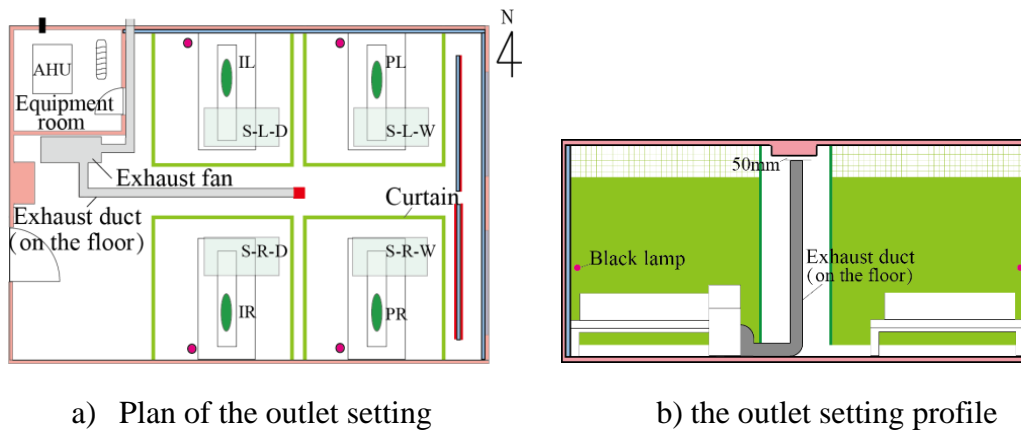 N
IL
PL
AHU
Equipment
room
S-L-D
S-L-W
Exhaust fan
Curtain
Exhaust duct
(on the floor)
S-R-D
S-R-W
IR
PR
50mm
Black lamp
Exhaust duct
(on the floor)
a) Plan of the outlet setting
b) the outlet setting profile